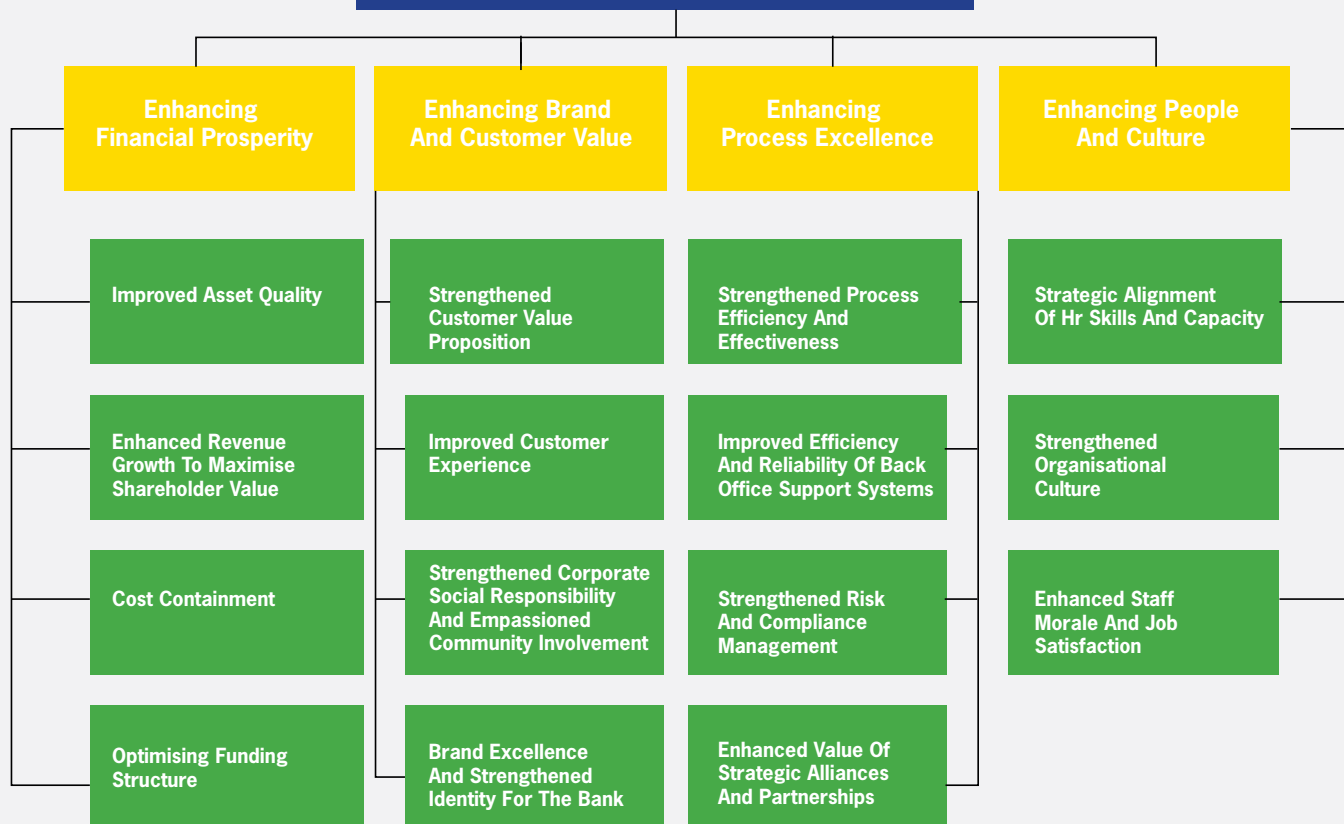 Enhancing
Financial Prosperity
Enhancing Brand
And Customer Value
Enhancing
Process Excellence
Enhancing People
And Culture
Improved Asset Quality
Strengthened
Customer Value
Proposition
Strengthened Process
Efficiency And
Effectiveness
Strategic Alignment
Of Hr Skills And Capacity
Enhanced Revenue
Growth To Maximise
Shareholder Value
Improved Customer
Experience
Improved Efficiency
And Reliability Of Back
Office Support Systems
Strengthened
Organisational
Culture
Cost Containment
Strengthened Corporate
Social Responsibility
And Empassioned
Community Involvement
Strengthened Risk
And Compliance
Management
Enhanced Staff
Morale And Job
Satisfaction
Optimising Funding
Structure
Brand Excellence
And Strengthened
Identity For The Bank
Enhanced Value Of
Strategic Alliances
And Partnerships